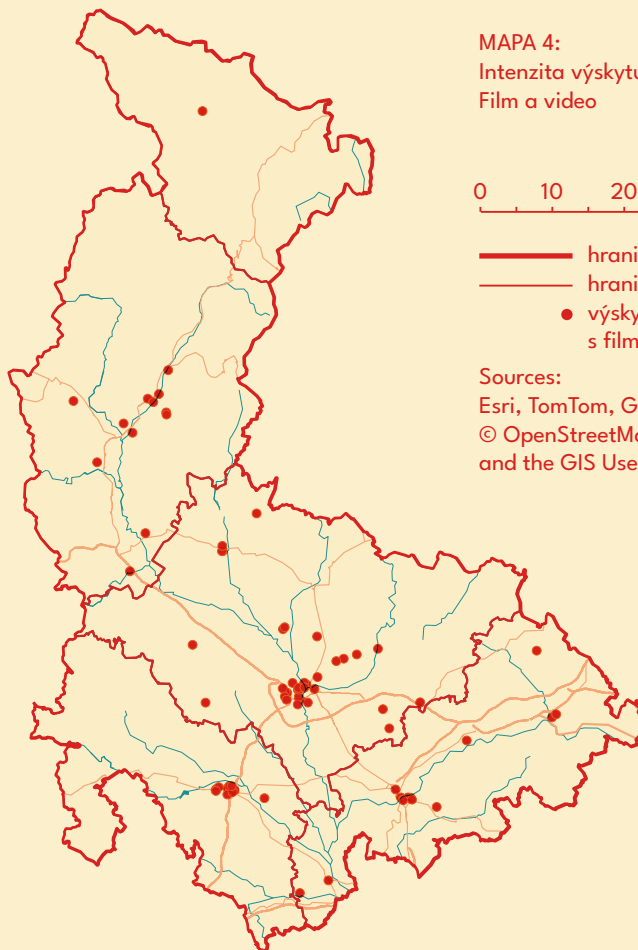 MAPA 4:
Intenzita výskytu
Film a video
0 10 20
hrani
hrani
výsky
s film
Sources:
Esri, TomTom, G
© OpenStreetMa
and the GIS Use